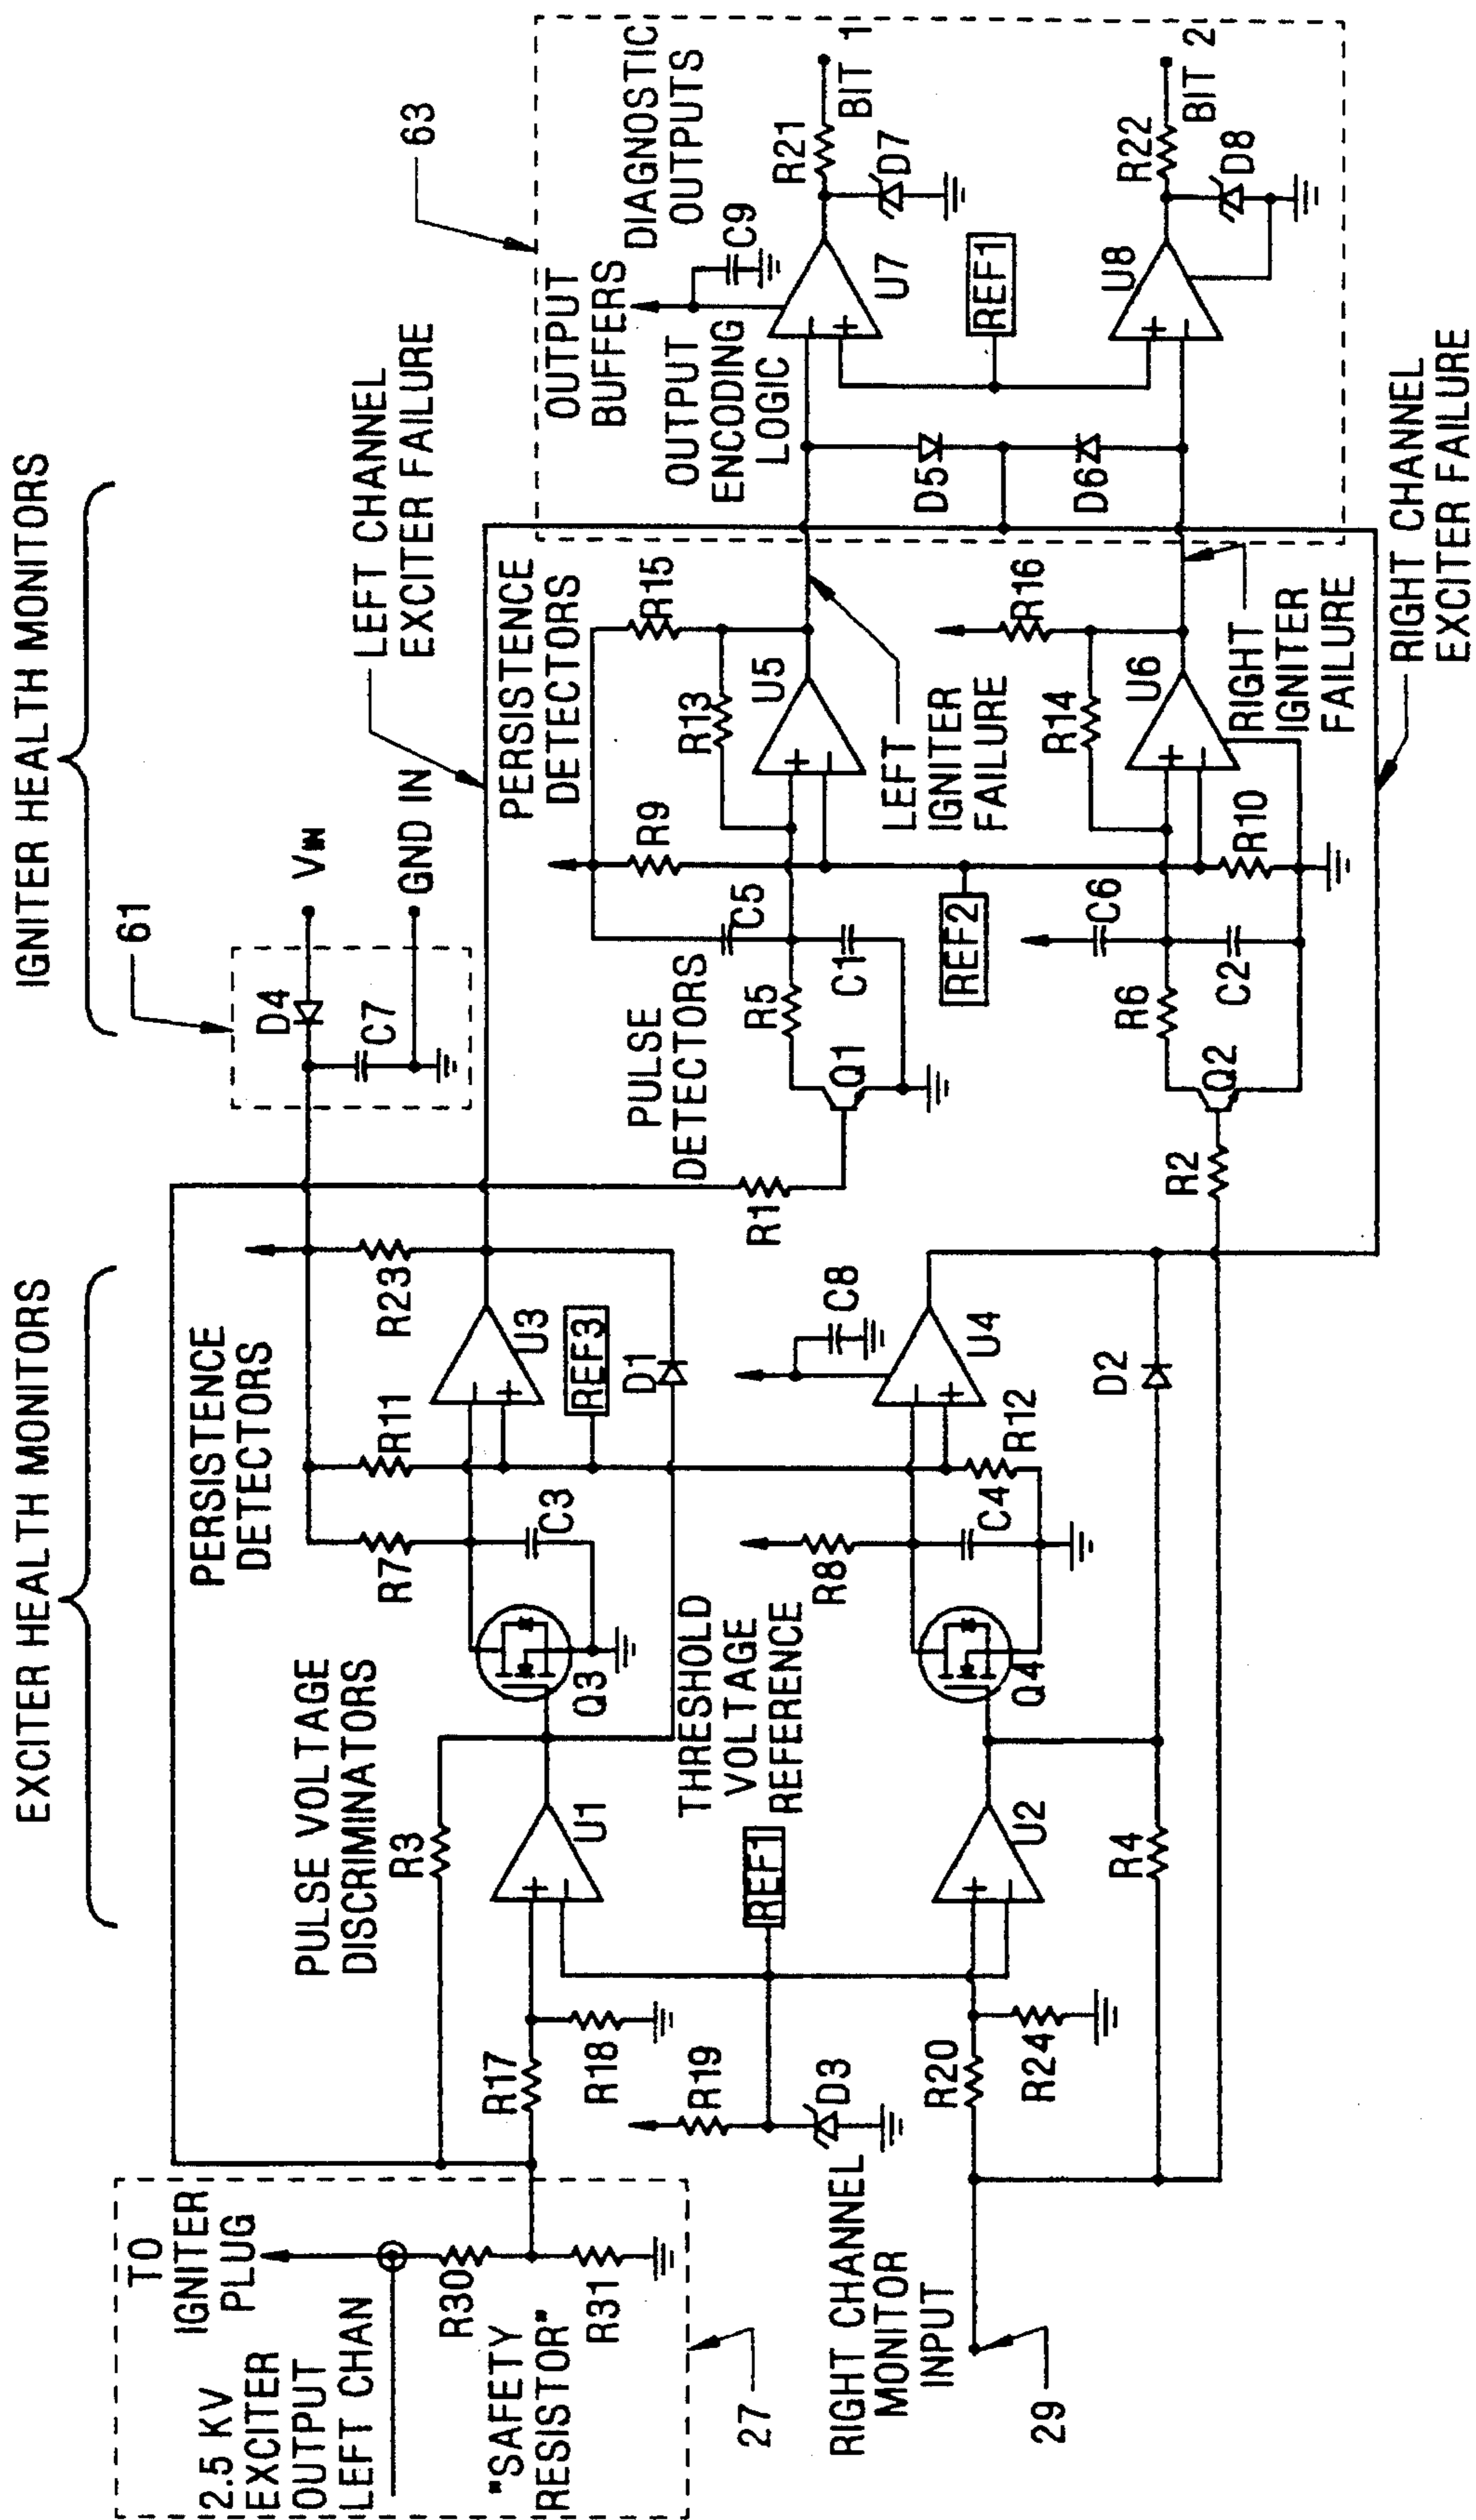 EXCITER HEALTH MONITORS
IGNITER HEALTH MONITORS
TO
IGNITER
PLUG
2.5 KV
EXCITER
OUTPUT
LEFT CHAN
R30
"SAFETY
RESISTOR"
R31
27
RIGHT CHANNEL
MONITOR
INPUT
29
PULSE VOLTAGE
DISCRIMINATORS
R3
R17
R18
U1
R19
D3
REF1
THRESHOLD
VOLTAGE
REFERENCE
R20
R24
U2
R4
PERSISTENCE
DETECTORS
R7
R11
R23
Q3
C3
U3
REF3
D1
R8
Q4
C4
R12
C8
U4
D2
R1
R2
61
D4
C7
VIN
GND IN
LEFT CHANNEL
EXCITER FAILURE
PULSE
DETECTORS
R5
Q1
C1
C5
R9
REF2
R6
Q2
C2
C6
R10
PERSISTENCE
DETECTORS
R13
R15
U5
LEFT
IGNITER
FAILURE
R14
R16
U6
RIGHT
IGNITER
FAILURE
RIGHT CHANNEL
EXCITER FAILURE
63
OUTPUT
BUFFERS
DIAGNOSTIC
OUTPUTS
OUTPUT
ENCODING
LOGIC
C9
D5
D6
U7
REF1
U8
R21
D7
BIT 1
R22
D8
BIT 2